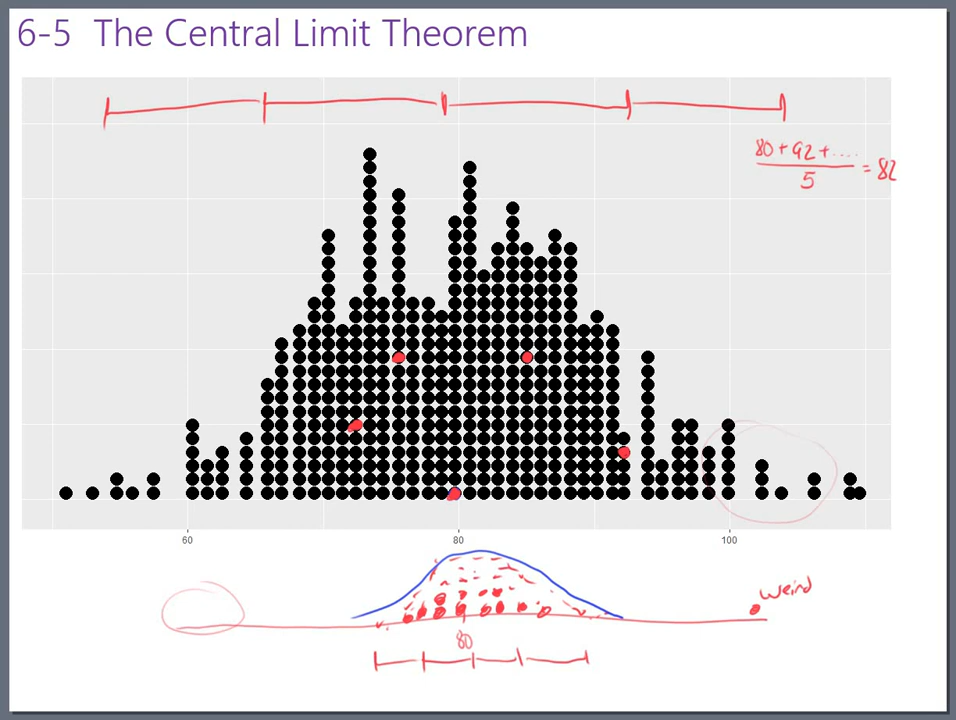 6-5 The Central Limit Theorem
80 + 92 + ....
5
= 82
60 80 100
weird
80